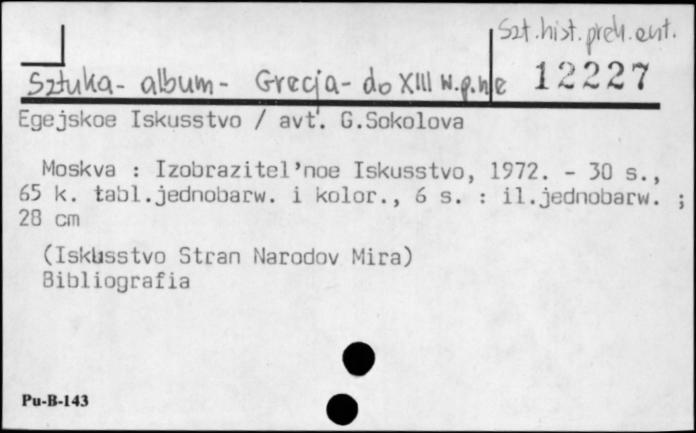 Szt. hist. preh. ant.
Sztuka - album - Grecja - do XIII w.p.n.e
12227
Egejskoe Iskusstvo / avt. G.Sokolova
Moskva : Izobrazitel'noe Iskusstvo, 1972. - 30 s.,
65 k. tabl.jednobarw. i kolor., 6 s. : il.jednobarw. ;
28 cm
(Iskusstvo Stran Narodov Mira)
Bibliografia
Pu-B-143